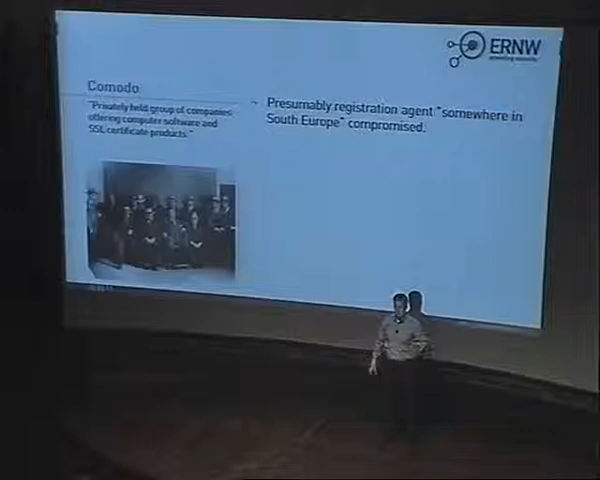 ERNW
Comodo
"Privately held group of companies
offering computer software and
SSL certificate products."
~ Presumably registration agent "somewhere in
South Europe" compromised.